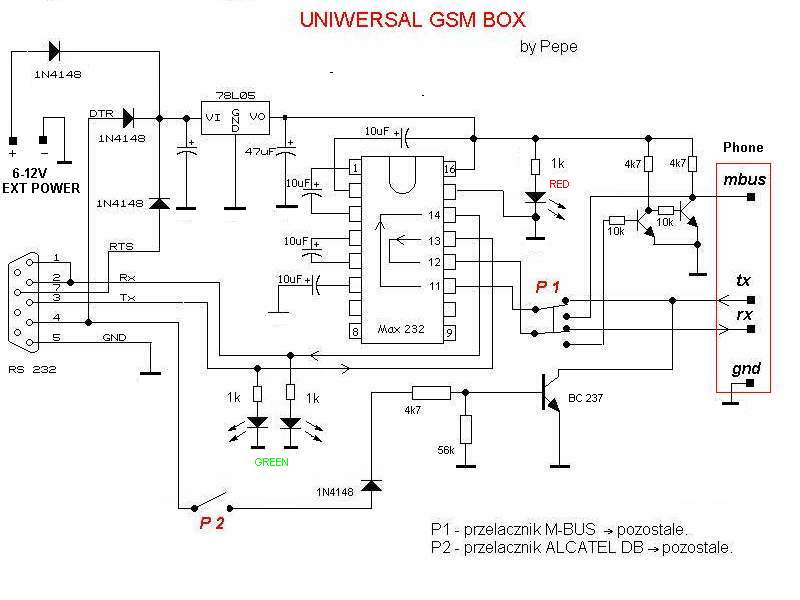 UNIWERSAL GSM BOX
by Pepe
1N4148
78L05
DTR
VI
GND
VO
1N4148
+
47uF
+
10uF
+
1k
RED
4k7
4k7
Phone
mbus
+
-
6-12V
EXT POWER
10uF
+
1
16
1N4148
10k
10k
14
RTS
10uF
+
13
1
2
7
3
4
5
Rx
Tx
GND
10uF
+
12
11
P 1
tx
rx
8
Max 232
9
RS 232
gnd
1k
1k
4k7
BC 237
56k
GREEN
1N4148
P 2
P1 - przelacznik M-BUS → pozostale.
P2 - przelacznik ALCATEL DB → pozostale.